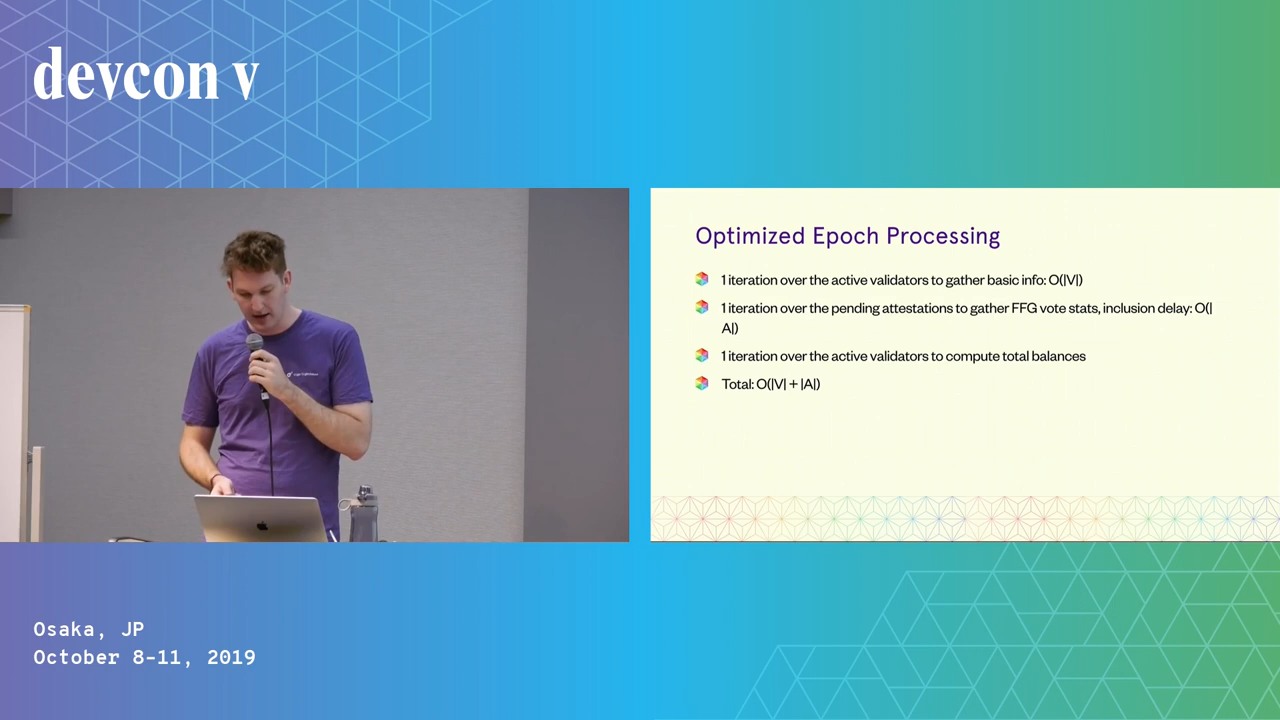 devcon v
Optimized Epoch Processing
1 iteration over the active validators to gather basic info: O(|V|)
1 iteration over the pending attestations to gather FFG vote stats, inclusion delay: O(|
A|)
1 iteration over the active validators to compute total balances
Total: O(|V| + |A|)
Osaka, JP
October 8-11, 2019